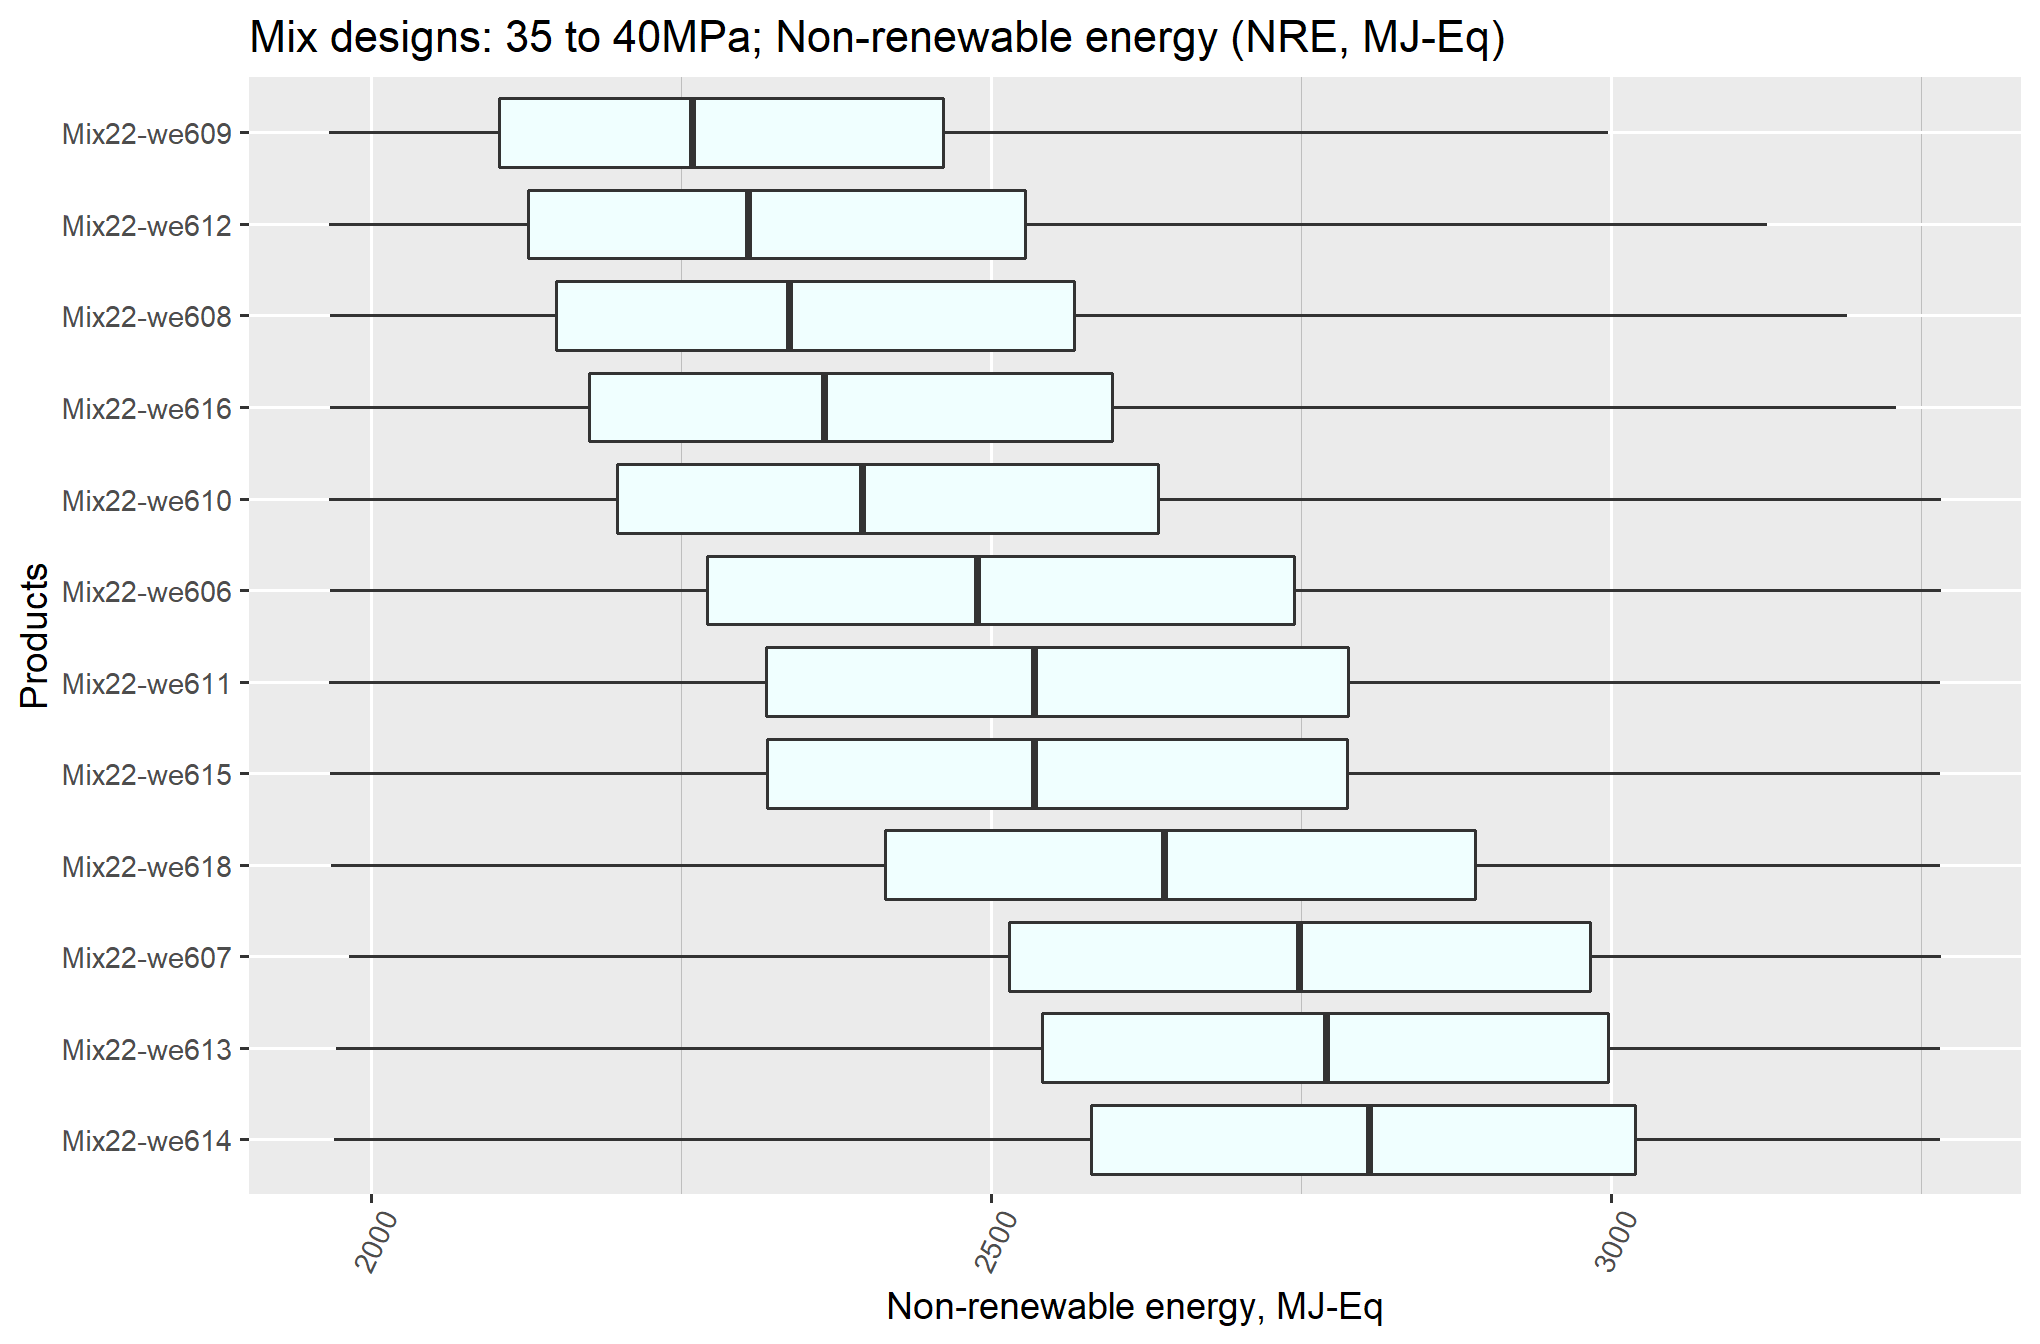 Mix designs: 35 to 40MPa; Non-renewable energy (NRE, MJ-Eq)
Products
Mix22-we609
Mix22-we612
Mix22-we608
Mix22-we616
Mix22-we610
Mix22-we606
Mix22-we611
Mix22-we615
Mix22-we618
Mix22-we607
Mix22-we613
Mix22-we614
2000
2500
3000
Non-renewable energy, MJ-Eq